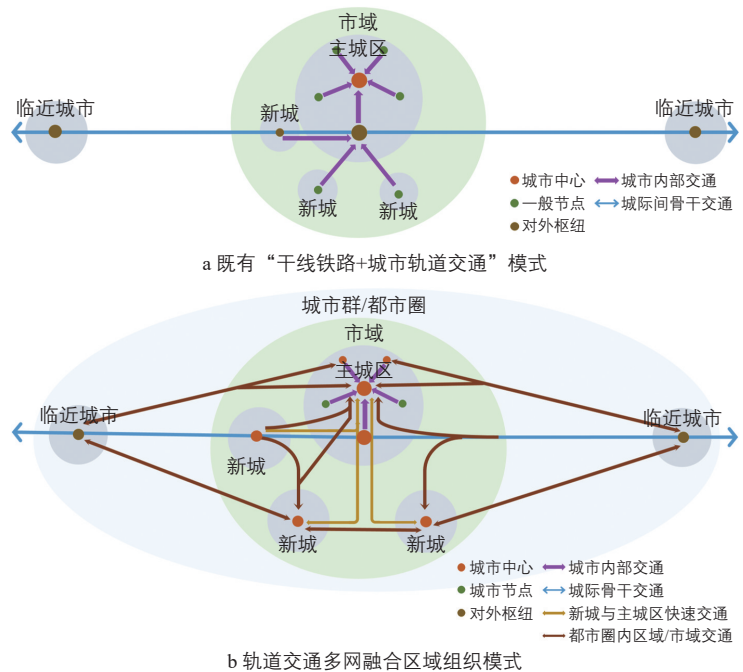 市域
主城区
临近城市
新城
临近城市
新城
新城
城市中心
城市内部交通
一般节点
城际间骨干交通
对外枢纽
a 既有“干线铁路+城市轨道交通”模式
城市群/都市圈
市域
主城区
临近城市
临近城市
新城
新城
新城
城市中心
城市内部交通
城市节点
城际骨干交通
对外枢纽
新城与主城区快速交通
都市圈内区域/市域交通
b 轨道交通多网融合区域组织模式